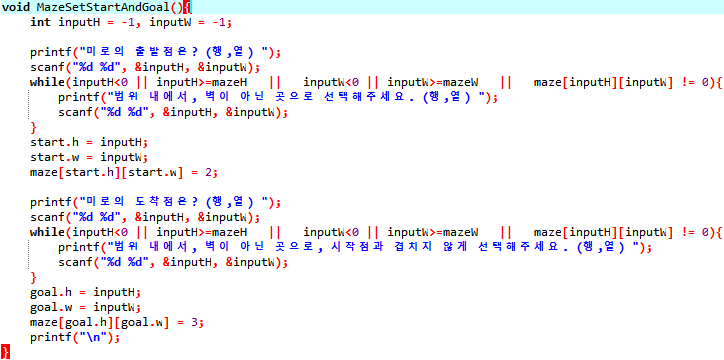 void MazeSetStartAndGoal(){
    int inputH = -1, inputW = -1;
    printf("미로의 출발점은? (행,열) ");
    scanf("%d %d", &inputH, &inputW);
    while(inputH<0 || inputH>=mazeH   ||   inputW<0 || inputW>=mazeW   ||   maze[inputH][inputW] != 0){
        printf("범위 내에서, 벽이 아닌 곳으로 선택해주세요. (행,열) ");
        scanf("%d %d", &inputH, &inputW);
    }
    start.h = inputH;
    start.w = inputW;
    maze[start.h][start.w] = 2;
    printf("미로의 도착점은? (행,열) ");
    scanf("%d %d", &inputH, &inputW);
    while(inputH<0 || inputH>=mazeH   ||   inputW<0 || inputW>=mazeW   ||   maze[inputH][inputW] != 0){
        printf("범위 내에서, 벽이 아닌 곳으로, 시작점과 겹치지 않게 선택해주세요. (행,열) ");
        scanf("%d %d", &inputH, &inputW);
    }
    goal.h = inputH;
    goal.w = inputW;
    maze[goal.h][goal.w] = 3;
    printf("\n");
}